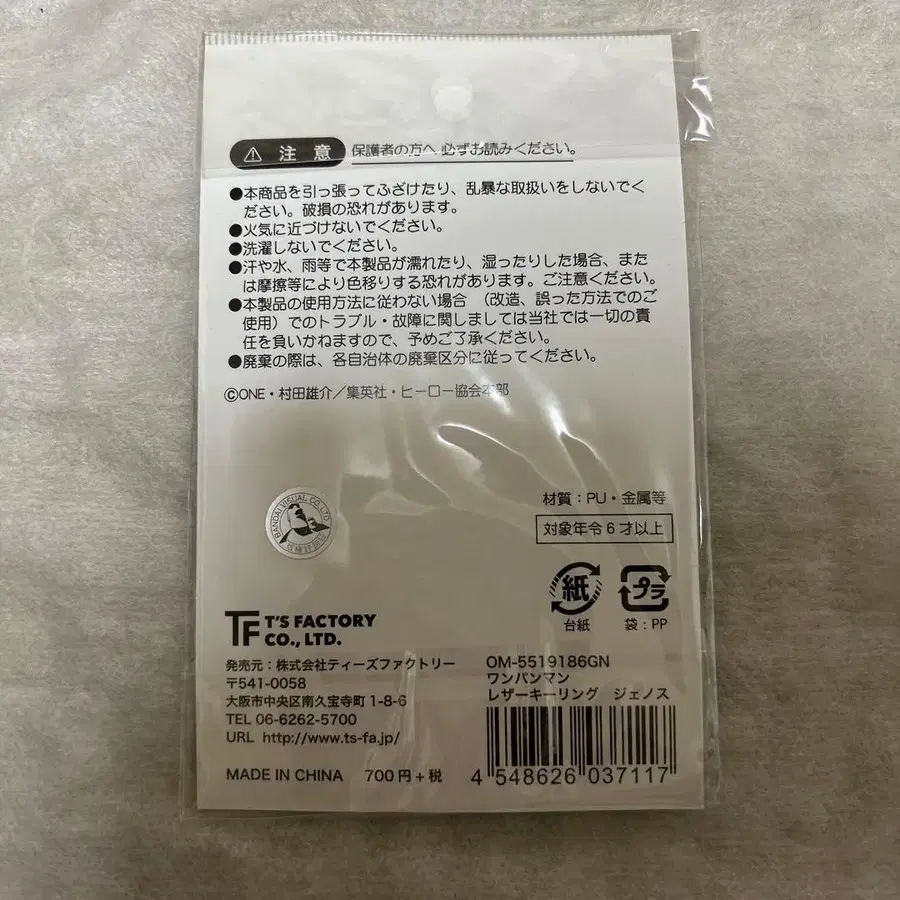 ⚠ 注意 保護者の方へ 必ずお読みください。
●本商品を引っ張ってふざけたり、乱暴な取扱いをしないでく
ださい。破損の恐れがあります。
●火気に近づけないでください。
●洗濯しないでください。
●汗や水、雨等で本製品が濡れたり、湿ったりした場合、また
は摩擦等により色移りする恐れがあります。ご注意ください。
●本製品の使用方法に従わない場合 (改造、誤った方法でのご
使用)でのトラブル・故障に関しましては当社では一切の責
任を負いかねますので、予めご了承ください。
●廃棄の際は、各自治体の廃棄区分に従ってください。
©ONE・村田雄介/集英社・ヒーロー協会本部
BANDAI VISUAL CO.,LTD.
材質:PU・金属等
対象年令6才以上
紙
プラ
台紙
袋:PP
TF T'S FACTORY
CO., LTD.
発売元:株式会社ティーズファクトリー
〒541-0058
大阪市中央区南久宝寺町1-8-6
TEL 06-6262-5700
URL http://www.ts-fa.jp/
MADE IN CHINA 700円+税
OM-5519186GN
ワンパンマン
レザーキーリング ジェノス
4 548626 037117